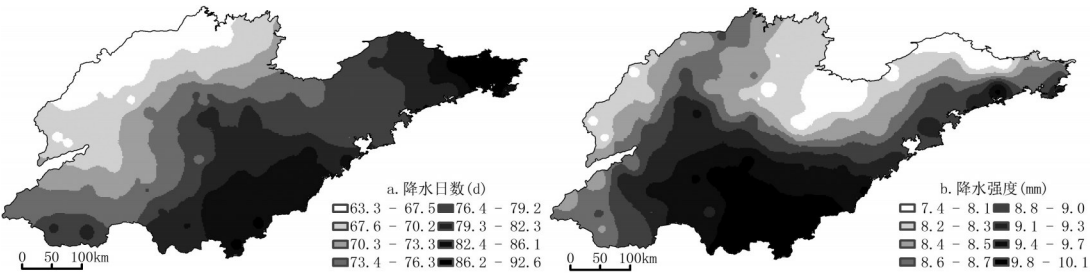 a.降水日数(d)
63.3 - 67.5 76.4 - 79.2
67.6 - 70.2 79.3 - 82.3
70.3 - 73.3 82.4 - 86.1
73.4 - 76.3 86.2 - 92.6
0 50 100km
b.降水强度(mm)
7.4 - 8.1 8.8 - 9.0
8.2 - 8.3 9.1 - 9.3
8.4 - 8.5 9.4 - 9.7
8.6 - 8.7 9.8 - 10.1
0 50 100km